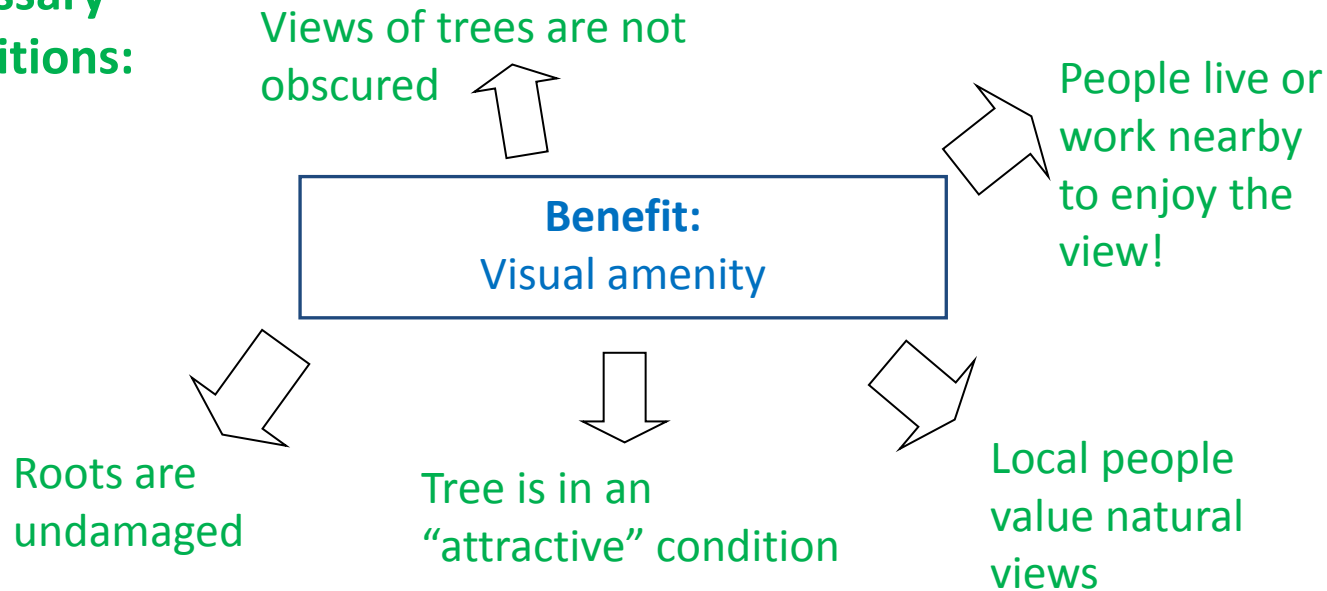 itions:
Views of trees are not
obscured
People live or
work nearby
to enjoy the
view!
Benefit:
Visual amenity
Roots are
undamaged
Tree is in an
“attractive” condition
Local people
value natural
views